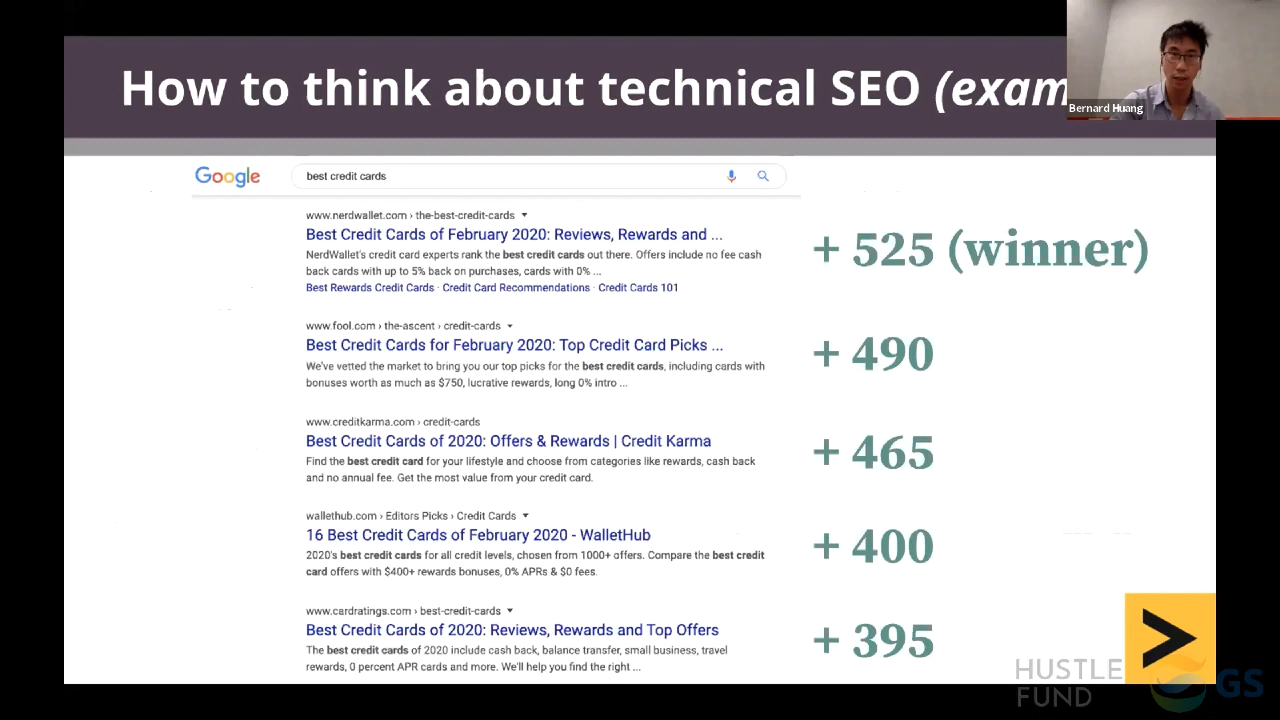 How to think about technical SEO (exam
Bernard Huang
Google
best credit cards
www.nerdwallet.com › the-best-credit-cards
Best Credit Cards of February 2020: Reviews, Rewards and ...
NerdWallet's credit card experts rank the best credit cards out there. Offers include no fee cash
back cards with up to 5% back on purchases, cards with 0% ...
Best Rewards Credit Cards · Credit Card Recommendations · Credit Cards 101
+ 525 (winner)
www.fool.com › the-ascent › credit-cards
Best Credit Cards for February 2020: Top Credit Card Picks ...
We've vetted the market to bring you our top picks for the best credit cards, including cards with
bonuses worth as much as $750, lucrative rewards, long 0% intro ...
+ 490
www.creditkarma.com › credit-cards
Best Credit Cards of 2020: Offers & Rewards | Credit Karma
Find the best credit card for your lifestyle and choose from categories like rewards, cash back
and no annual fee. Get the most value from your credit card.
+ 465
wallethub.com › Editors Picks › Credit Cards
16 Best Credit Cards of February 2020 - WalletHub
2020's best credit cards for all credit levels, chosen from 1000+ offers. Compare the best credit
card offers with $400+ rewards bonuses, 0% APRs & $0 fees.
+ 400
www.cardratings.com › best-credit-cards
Best Credit Cards of 2020: Reviews, Rewards and Top Offers
The best credit cards of 2020 include cash back, balance transfer, small business, travel
rewards, 0 percent APR cards and more. We'll help you find the right ...
+ 395
HUSTLE
FUND
GS